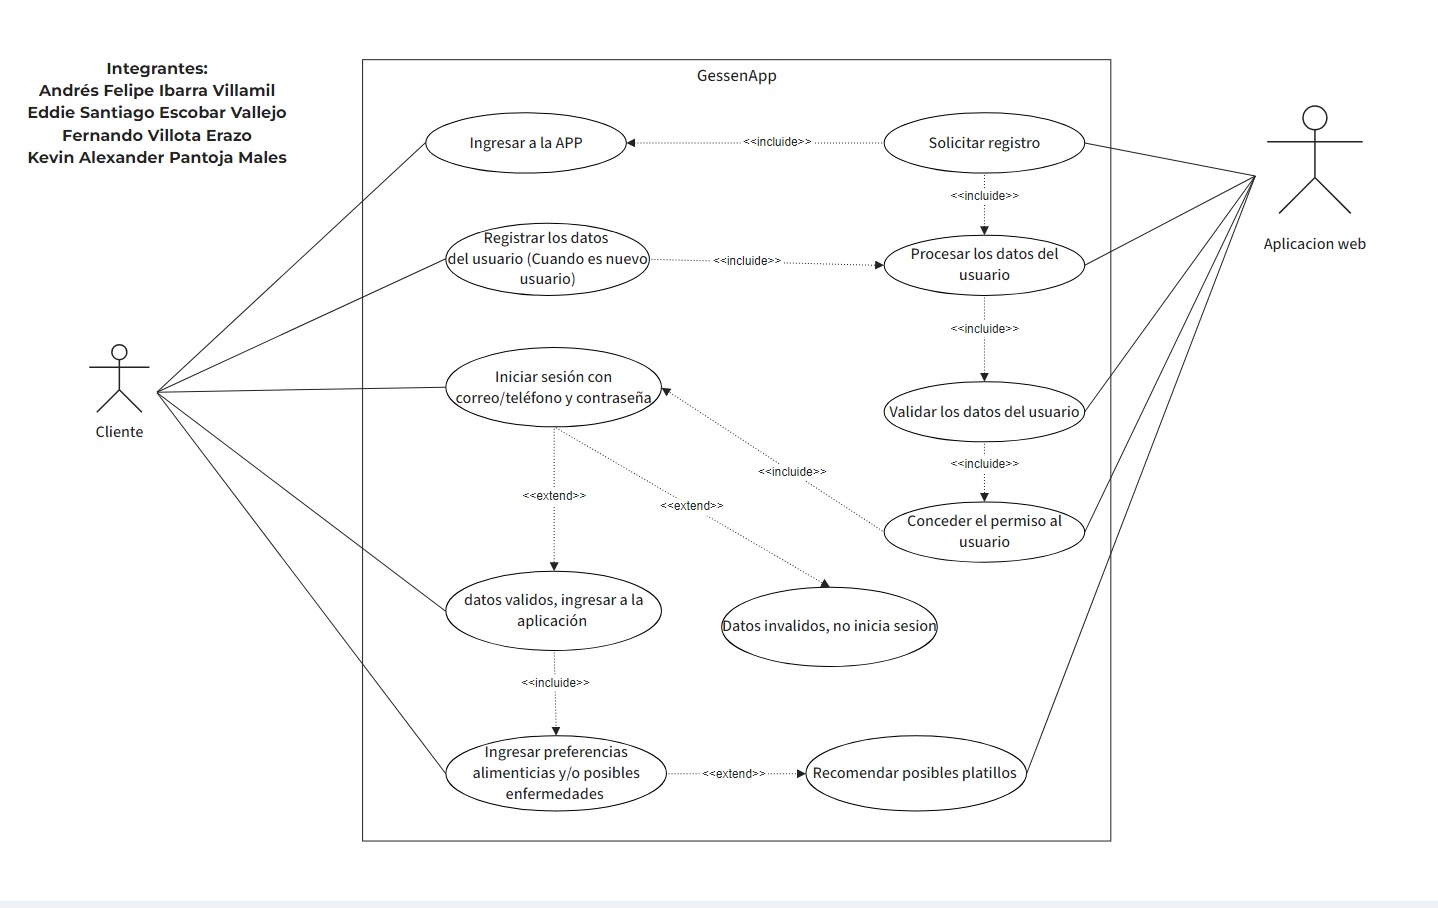 Integrantes:
Andrés Felipe Ibarra Villamil
Eddie Santiago Escobar Vallejo
Fernando Villota Erazo
Kevin Alexander Pantoja Males
GessenApp
Ingresar a la APP
<<incluide>>
Solicitar registro
<<incluide>>
Aplicacion web
Registrar los datos
del usuario (Cuando es nuevo
usuario)
<<incluide>>
Procesar los datos del
usuario
<<incluide>>
Cliente
Iniciar sesión con
correo/teléfono y contraseña
Validar los datos del usuario
<<incluide>>
<<incluide>>
<<extend>>
<<extend>>
Conceder el permiso al
usuario
datos validos, ingresar a la
aplicación
Datos invalidos, no inicia sesion
<<incluide>>
Ingresar preferencias
alimenticias y/o posibles
enfermedades
<<extend>>
Recomendar posibles platillos